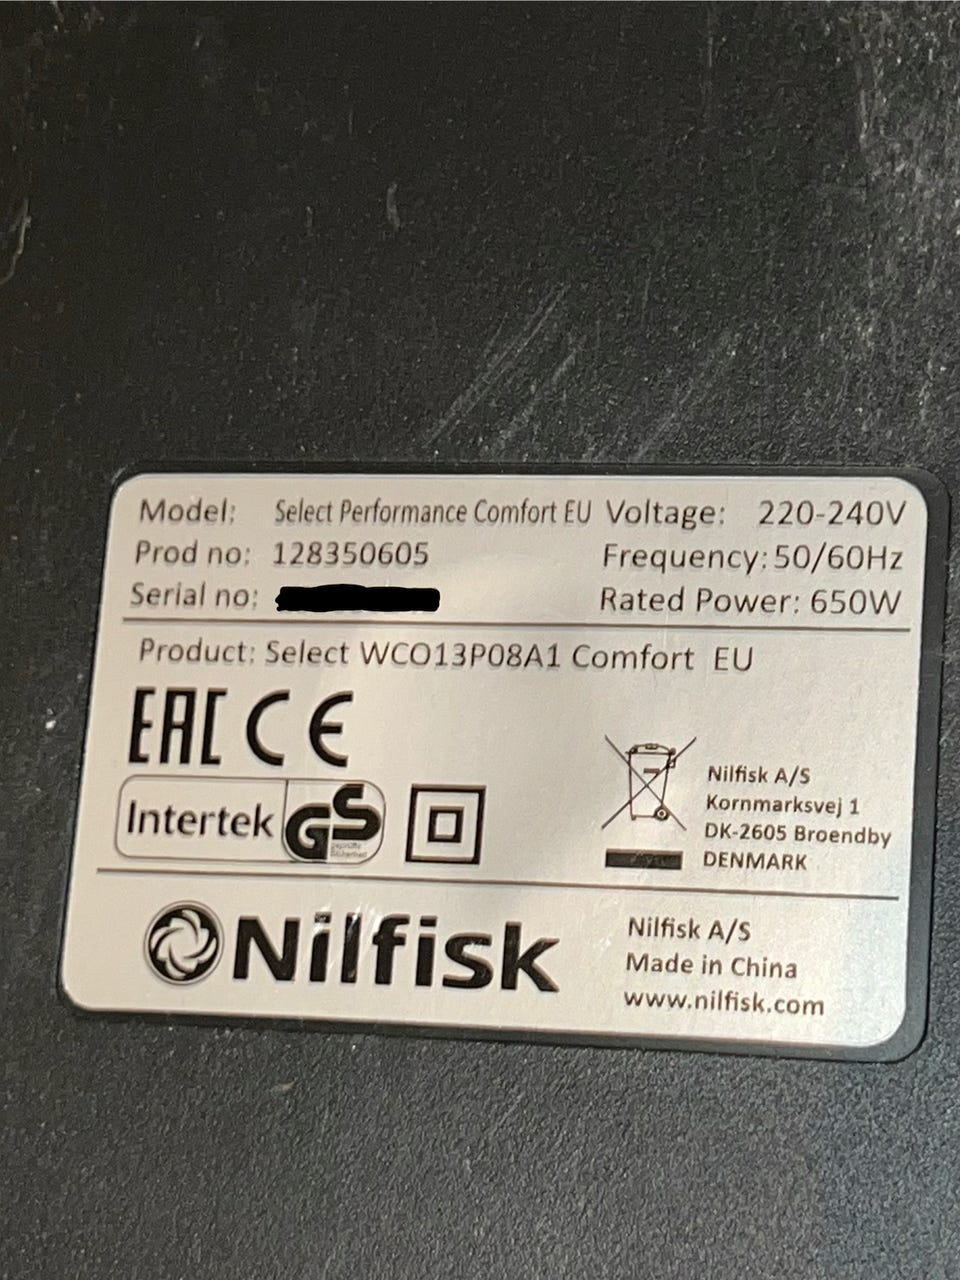 Model: Select Performance Comfort EU Voltage: 220-240V
Prod no: 128350605 Frequency: 50/60Hz
Serial no: Rated Power: 650W
Product: Select WCO13P08A1 Comfort EU
EAC CE
Intertek GS
geprüfte
Sicherheit
Nilfisk A/S
Kornmarksvej 1
DK-2605 Broendby
DENMARK
Nilfisk
Nilfisk A/S
Made in China
www.nilfisk.com